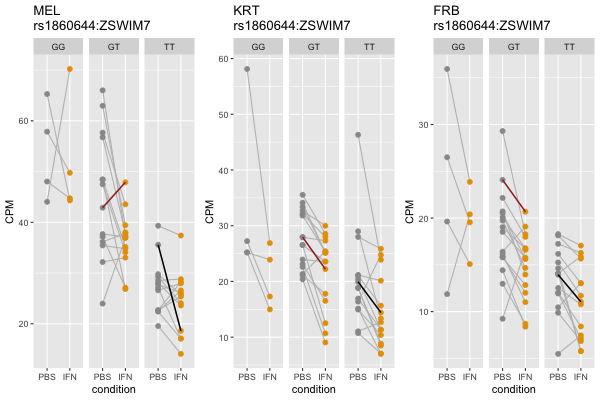 MEL
rs1860644:ZSWIM7
GG GT TT
CPM
60
40
20
PBS IFN PBS IFN PBS IFN
condition
KRT
rs1860644:ZSWIM7
GG GT TT
CPM
60
50
40
30
20
10
PBS IFN PBS IFN PBS IFN
condition
FRB
rs1860644:ZSWIM7
GG GT TT
CPM
30
20
10
PBS IFN PBS IFN PBS IFN
condition